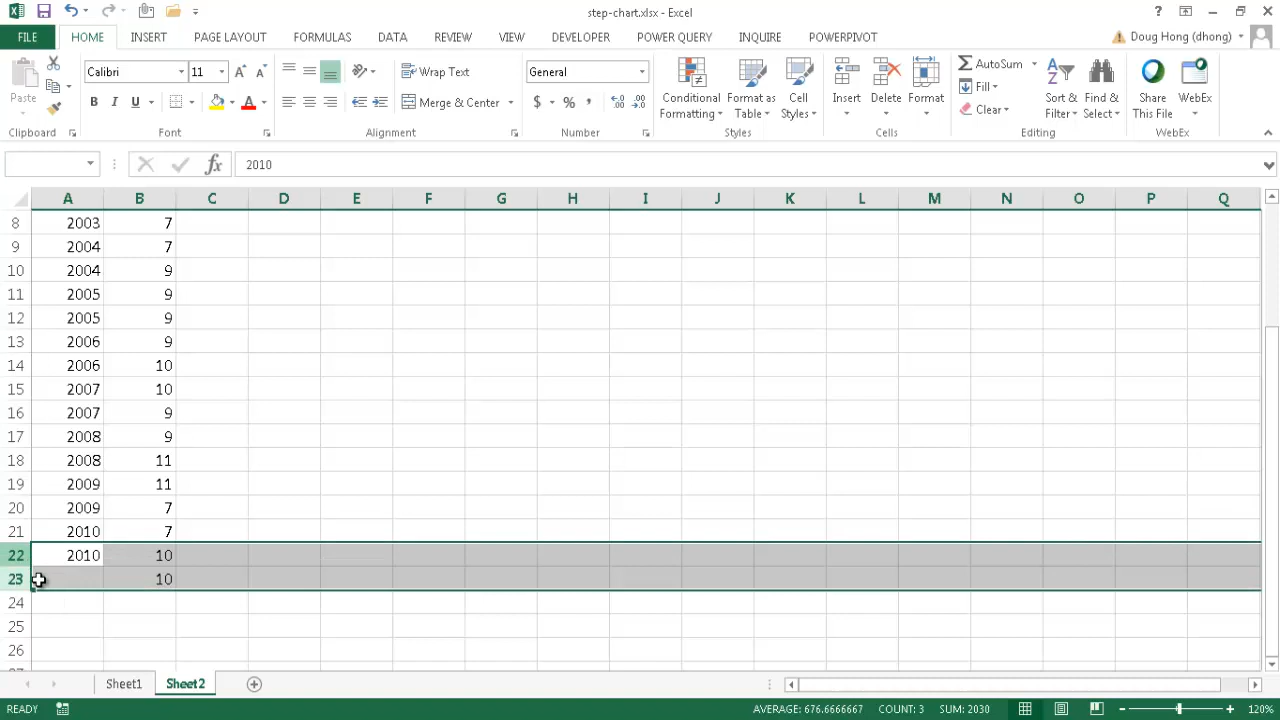 step-chart.xlsx - Excel
FILE HOME INSERT PAGE LAYOUT FORMULAS DATA REVIEW VIEW DEVELOPER POWER QUERY INQUIRE POWERPIVOT Doug Hong (dhong)
Paste Calibri 11 Wrap Text General Conditional Formatting Format as Table Cell Styles Insert Delete Format AutoSum Sort & Filter Find & Select Share This File WebEx
B I U Merge & Center $ % Fill
Clear
Clipboard Font Alignment Number Styles Cells Editing WebEx
fx 2010
A B C D E F G H I J K L M N O P Q
8 2003 7
9 2004 7
10 2004 9
11 2005 9
12 2005 9
13 2006 9
14 2006 10
15 2007 10
16 2007 9
17 2008 9
18 2008 11
19 2009 11
20 2009 7
21 2010 7
22 2010 10
23 10
24
25
26
Sheet1 Sheet2
READY AVERAGE: 676.6666667 COUNT: 3 SUM: 2030 120%